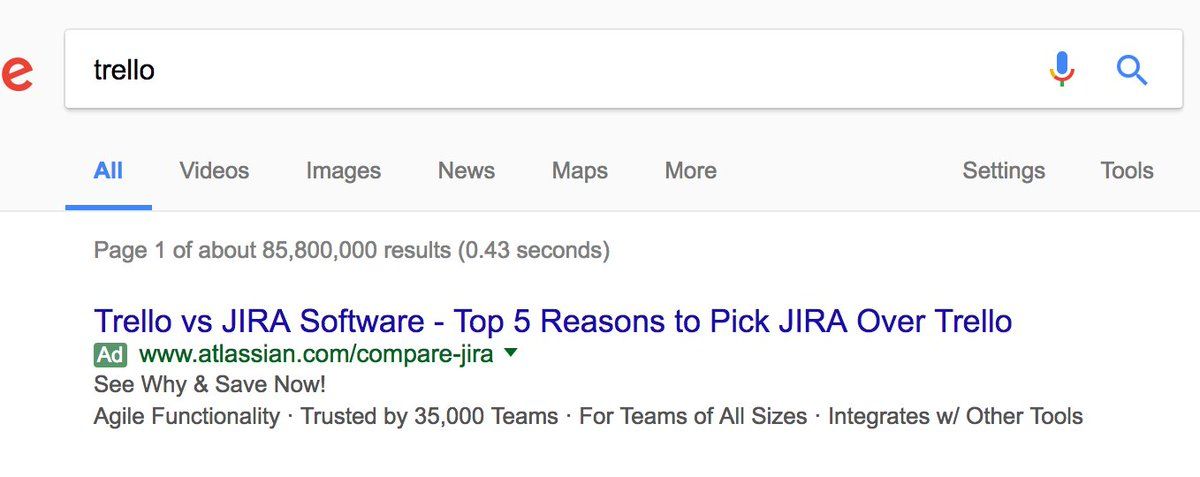 e
trello
All Videos Images News Maps More Settings Tools
Page 1 of about 85,800,000 results (0.43 seconds)
Trello vs JIRA Software - Top 5 Reasons to Pick JIRA Over Trello
Ad www.atlassian.com/compare-jira
See Why & Save Now!
Agile Functionality · Trusted by 35,000 Teams · For Teams of All Sizes · Integrates w/ Other Tools